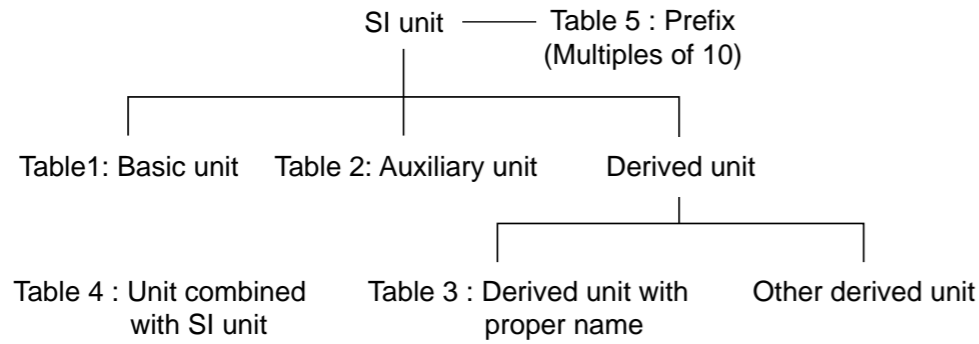 SI unit
Table 5 : Prefix
(Multiples of 10)
Table1: Basic unit
Table 2: Auxiliary unit
Derived unit
Table 4 : Unit combined
with SI unit
Table 3 : Derived unit with
proper name
Other derived unit